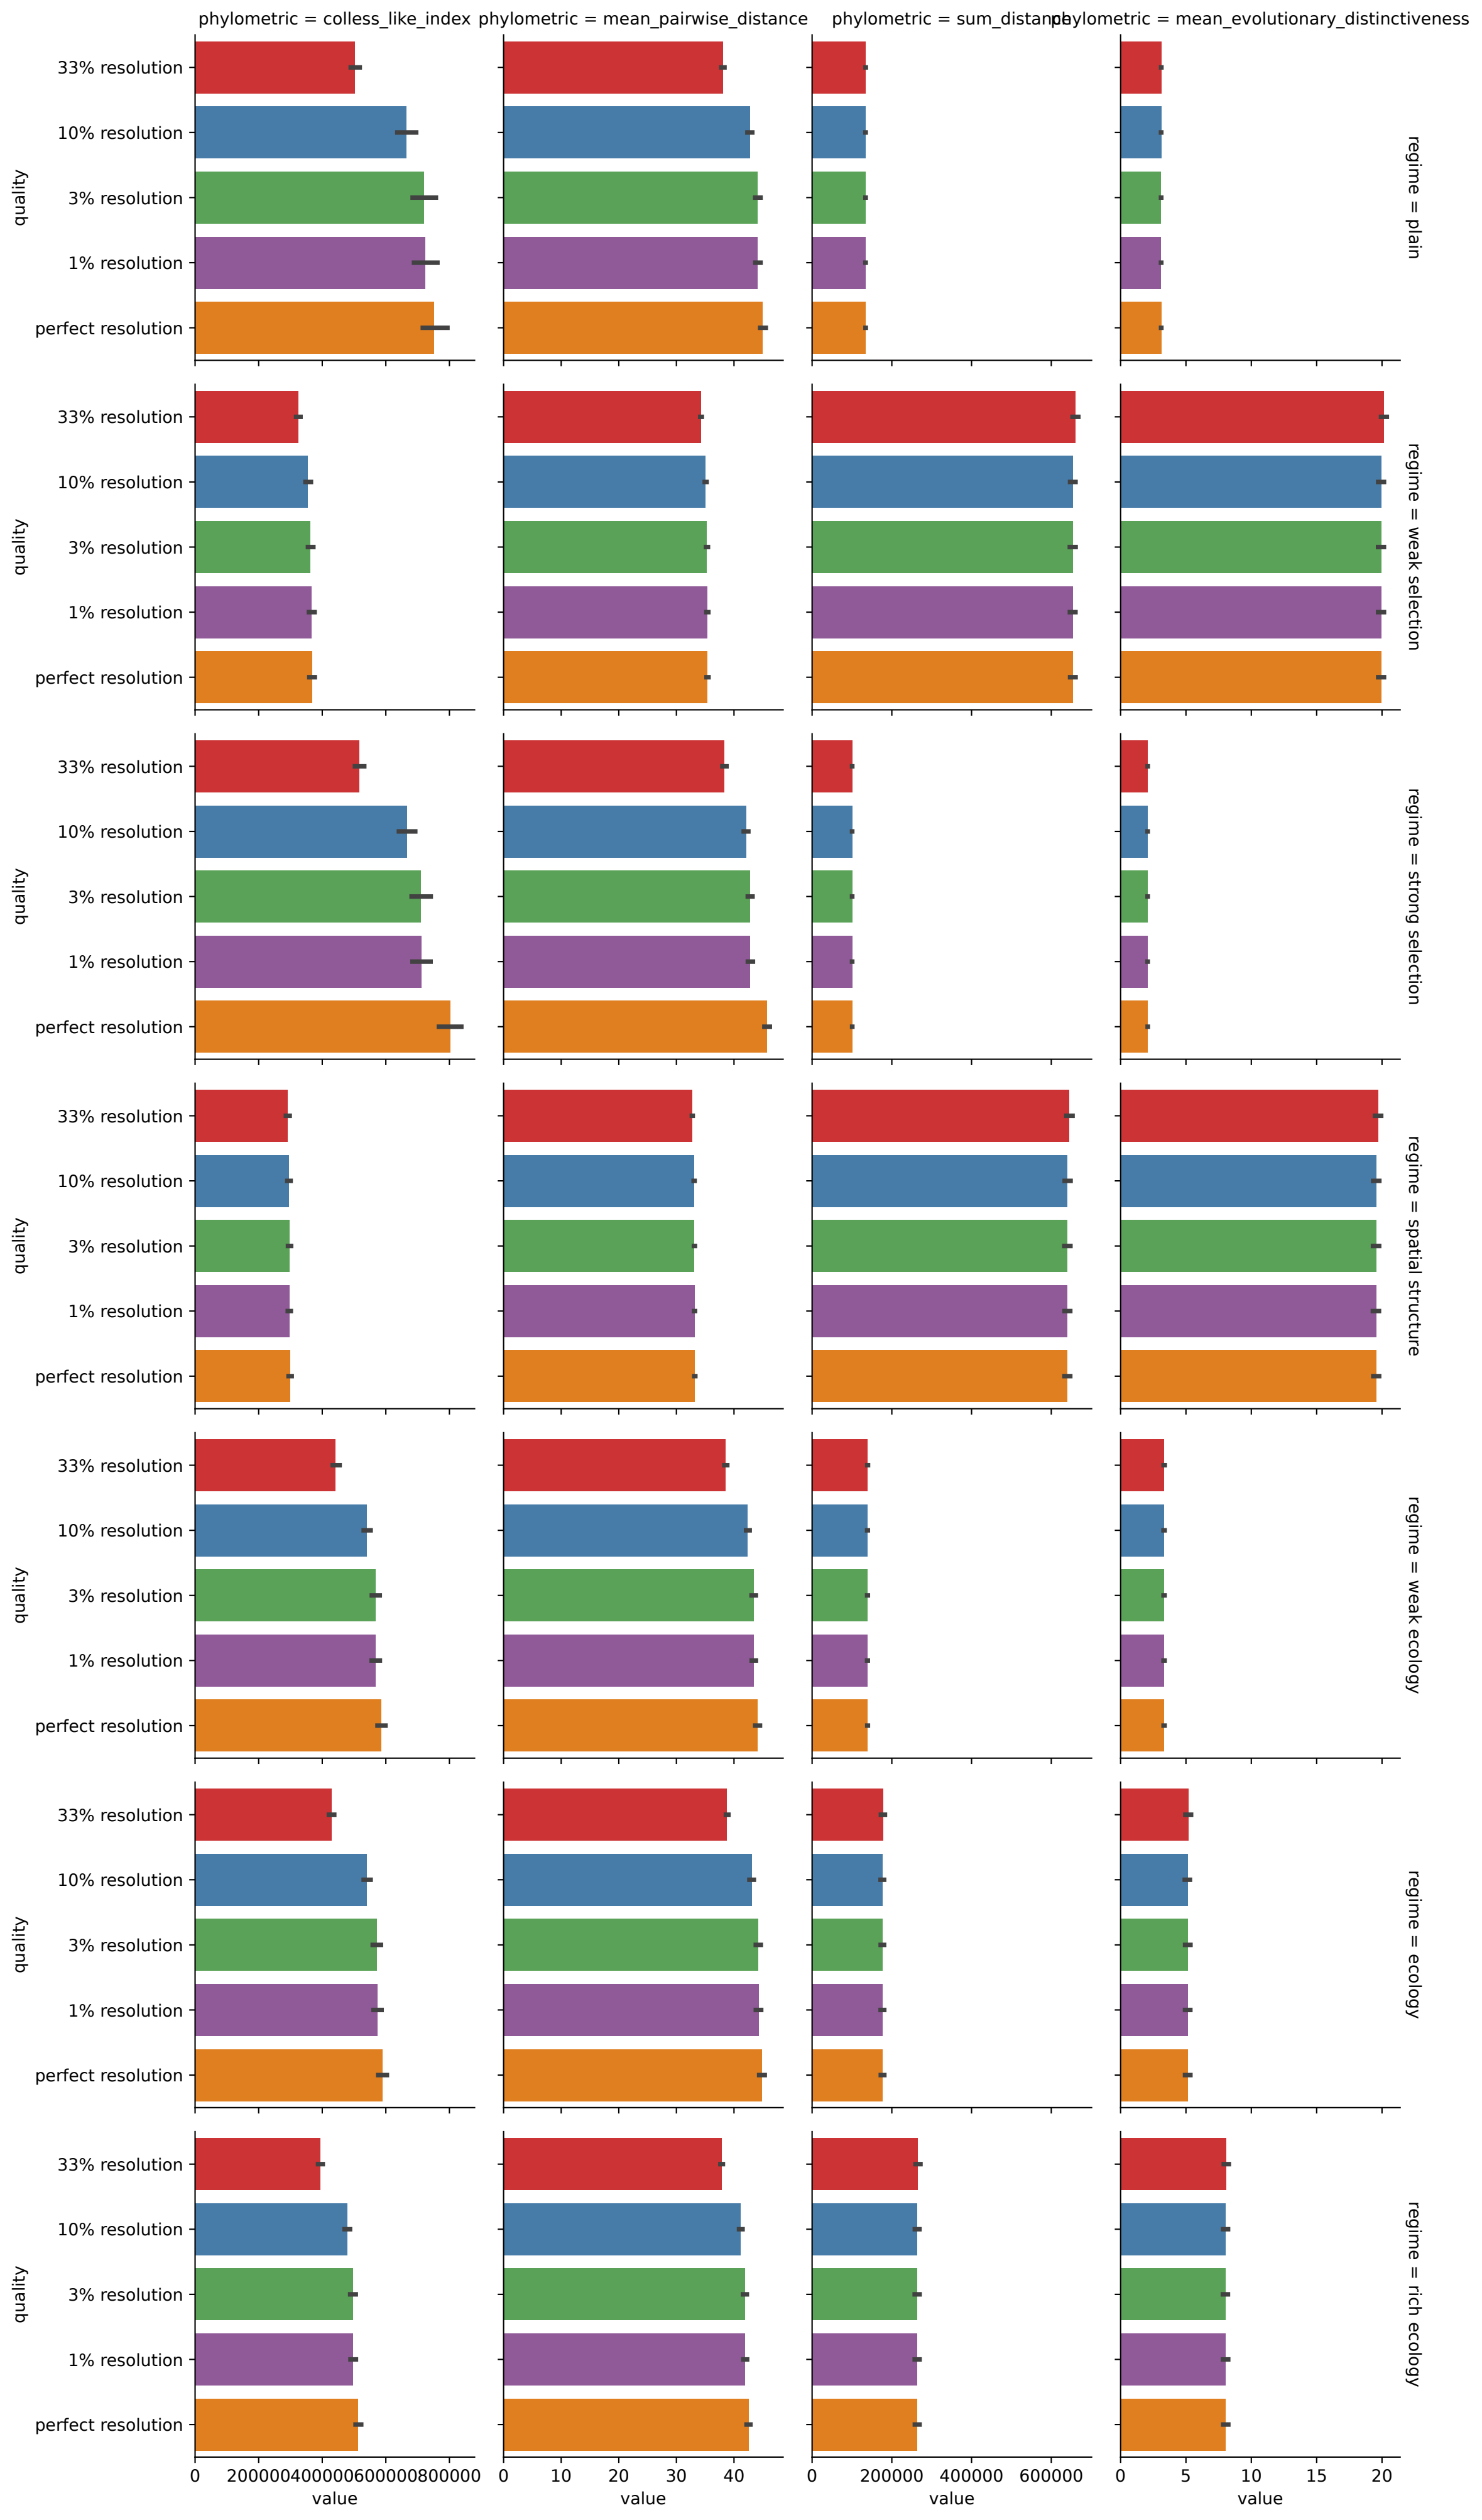 phylometric = colless_like_index phylometric = mean_pairwise_distance phylometric = sum_distance phylometric = mean_evolutionary_distinctiveness
33% resolution
10% resolution
3% resolution
1% resolution
perfect resolution
quality
regime = plain
33% resolution
10% resolution
3% resolution
1% resolution
perfect resolution
quality
regime = weak selection
33% resolution
10% resolution
3% resolution
1% resolution
perfect resolution
quality
regime = strong selection
33% resolution
10% resolution
3% resolution
1% resolution
perfect resolution
quality
regime = spatial structure
33% resolution
10% resolution
3% resolution
1% resolution
perfect resolution
quality
regime = weak ecology
33% resolution
10% resolution
3% resolution
1% resolution
perfect resolution
quality
regime = ecology
33% resolution
10% resolution
3% resolution
1% resolution
perfect resolution
quality
regime = rich ecology
0 200000 400000 600000 800000 0 10 20 30 40 0 200000 400000 600000 0 5 10 15 20
value value value value